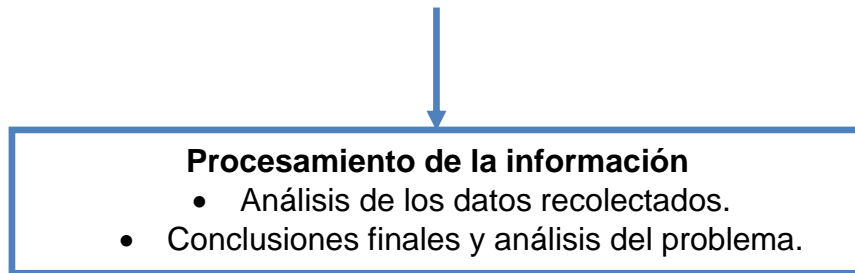 Procesamiento de la información
• Análisis de los datos recolectados.
• Conclusiones finales y análisis del problema.